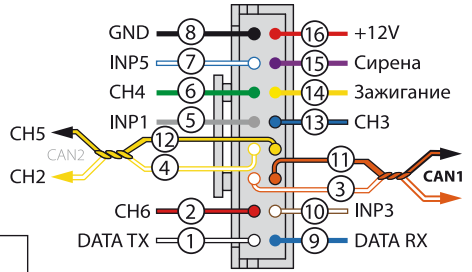 GND 8 16 +12V
INP5 7 15 Сирена
CH4 6 14 Зажигание
INP1 5 13 CH3
CH5 12
CAN2 11 CAN1
CH2 4 3
CH6 2 10 INP3
DATA TX 1 9 DATA RX